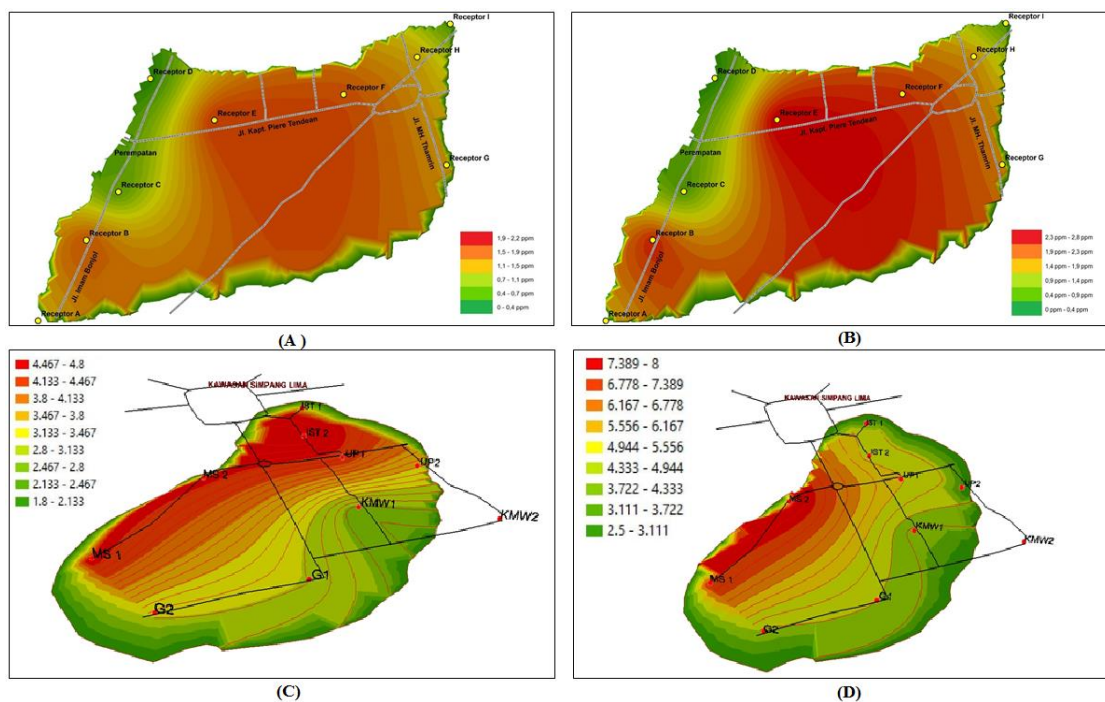 Receptor I
Receptor H
Receptor D
Receptor F
Receptor E
Jl. Kapt. Piere Tendean
Jl. MH. Thamrin
Perempatan
Receptor G
Receptor C
Receptor B
Jl. Imam Bonjol
Receptor A
1,9 - 2,2 ppm
1,5 - 1,9 ppm
1,1 - 1,5 ppm
0,7 - 1,1 ppm
0,4 - 0,7 ppm
0 - 0,4 ppm
(A )
Receptor I
Receptor H
Receptor D
Receptor F
Receptor E
Jl. Kapt. Piere Tendean
Jl. MH. Thamrin
Perempatan
Receptor G
Receptor C
Receptor B
Jl. Imam Bonjol
Receptor A
2,3 ppm - 2,8 ppm
1,9 ppm - 2,3 ppm
1,4 ppm - 1,9 ppm
0,9 ppm - 1,4 ppm
0,4 ppm - 0,9 ppm
0 ppm - 0,4 ppm
(B)
4.467 - 4.8
4.133 - 4.467
3.8 - 4.133
3.467 - 3.8
3.133 - 3.467
2.8 - 3.133
2.467 - 2.8
2.133 - 2.467
1.8 - 2.133
KAWASAN SIMPANG LIMA
IST 1
IST 2
UP1
UP2
MS 2
KMW1
KMW2
MS 1
G1
G2
(C)
7.389 - 8
6.778 - 7.389
6.167 - 6.778
5.556 - 6.167
4.944 - 5.556
4.333 - 4.944
3.722 - 4.333
3.111 - 3.722
2.5 - 3.111
KAWASAN SIMPANG LIMA
IST 1
IST 2
UP1
UP2
MS 2
KMW1
KMW2
MS 1
G1
G2
(D)